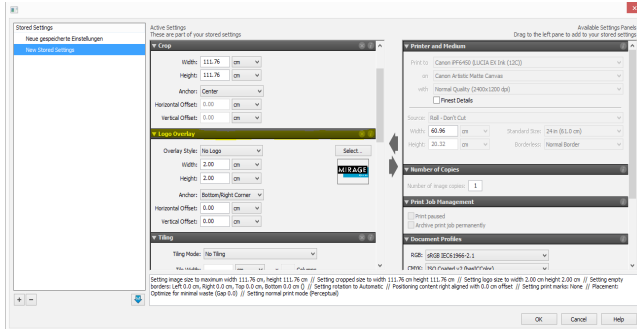 Stored Settings
Neue gespeicherte Einstellungen
New Stored Settings
Active Settings
These are part of your stored settings
Available Settings Panels
Drag to the left pane to add to your stored settings
Crop
Width: 111.76 cm
Height: 111.76 cm
Anchor: Center
Horizontal Offset: 0.00 cm
Vertical Offset: 0.00 cm
Logo Overlay
Overlay Style: No Logo Select...
Width: 2.00 cm
Height: 2.00 cm
MIRAGE
Anchor: Bottom/Right Corner
Horizontal Offset: 0.00 cm
Vertical Offset: 0.00 cm
Tiling
Tiling Mode: No Tiling
Printer and Medium
Print to Canon iPF6450 (LUCIA EX Ink (12C))
on Canon Artistic Matte Canvas
with Normal Quality (2400x1200 dpi)
Finest Details
Source: Roll - Don't Cut
Width: 60.96 cm Standard Size: 24 in (61.0 cm)
Height: 20.32 cm Borderless: Normal Border
Number of Copies
Number of image copies: 1
Print Job Management
Print paused
Archive print job permanently
Document Profiles
RGB: sRGB IEC61966-2.1
CMYK: ISO Coated v2 (basICColor)
Setting image size to maximum width 111.76 cm, height 111.76 cm // Setting cropped size to width 111.76 cm height 111.76 cm // Setting logo size to width 2.00 cm height 2.00 cm // Setting empty
borders: Left 0.0 cm, Right 0.0 cm, Top 0.0 cm, Bottom 0.0 cm () // Setting rotation to Automatic // Positioning content right aligned with 0.0 cm offset // Setting print marks: None // Placement:
Optimize for minimal waste (Gap 0.0) // Setting normal print mode (Perceptual)
OK Cancel Help